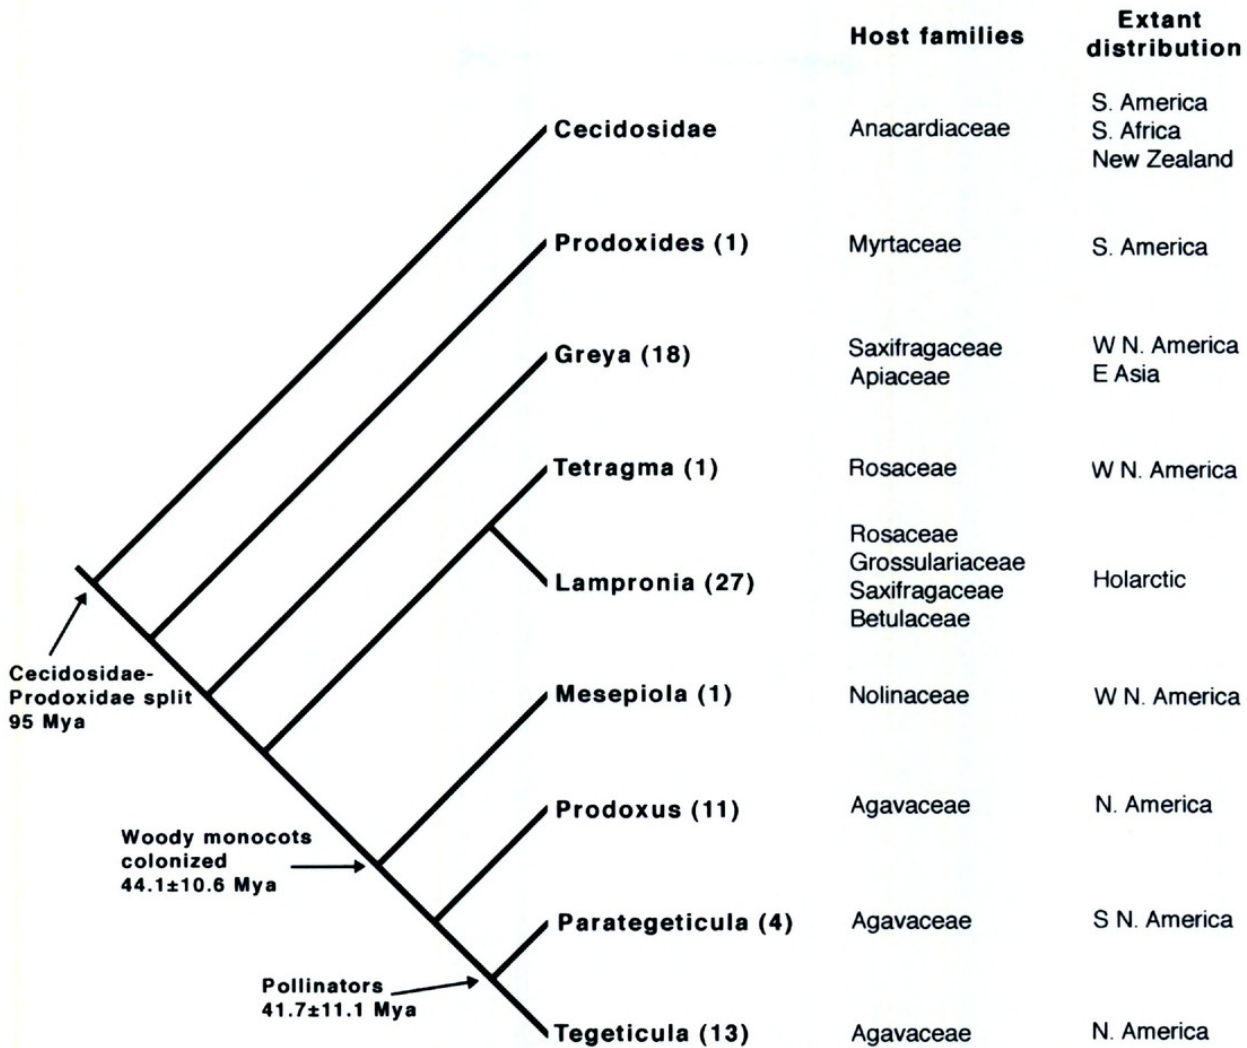 Host families
Extant
distribution
Cecidosidae
Anacardiaceae
S. America
S. Africa
New Zealand
Prodoxides (1)
Myrtaceae
S. America
Greya (18)
Saxifragaceae
Apiaceae
W N. America
E Asia
Tetragma (1)
Rosaceae
W N. America
Lampronia (27)
Rosaceae
Grossulariaceae
Saxifragaceae
Betulaceae
Holarctic
Cecidosidae-
Prodoxidae split
95 Mya
Mesepiola (1)
Nolinaceae
W N. America
Prodoxus (11)
Agavaceae
N. America
Woody monocots
colonized
44.1±10.6 Mya
Parategeticula (4)
Agavaceae
S N. America
Pollinators
41.7±11.1 Mya
Tegeticula (13)
Agavaceae
N. America